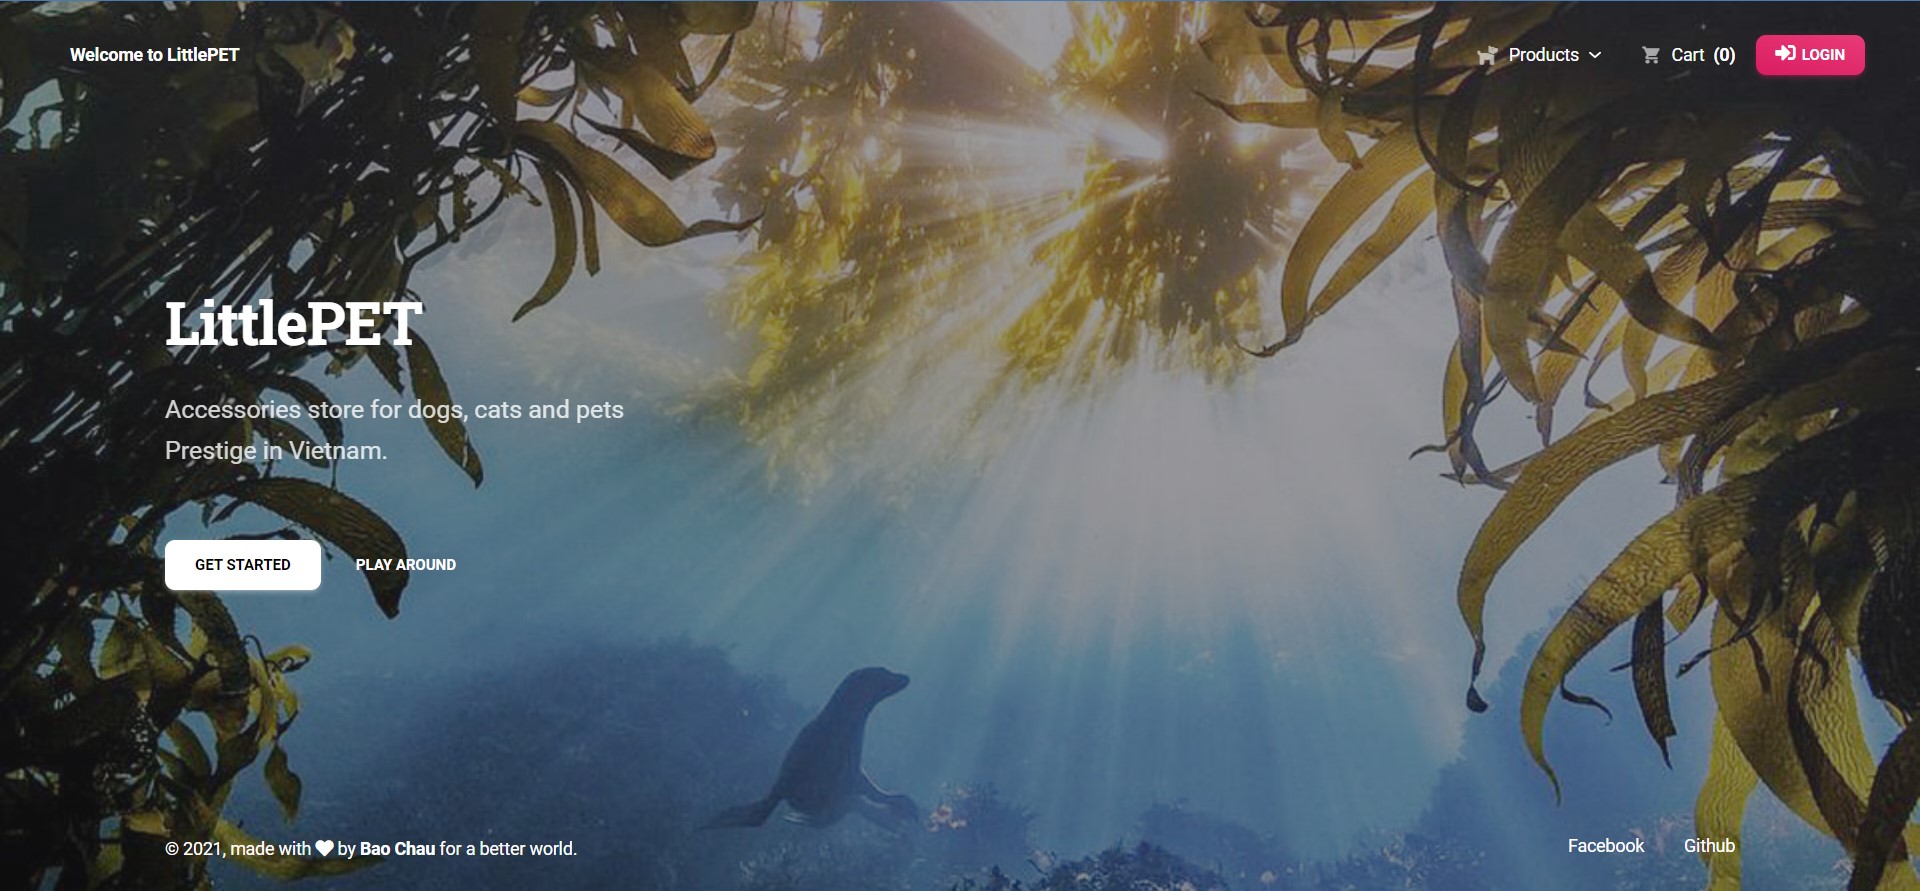 Welcome to LittlePET
Products
Cart (0)
LOGIN
LittlePET
Accessories store for dogs, cats and pets
Prestige in Vietnam.
GET STARTED
PLAY AROUND
© 2021, made with ♥ by Bao Chau for a better world.
Facebook
Github